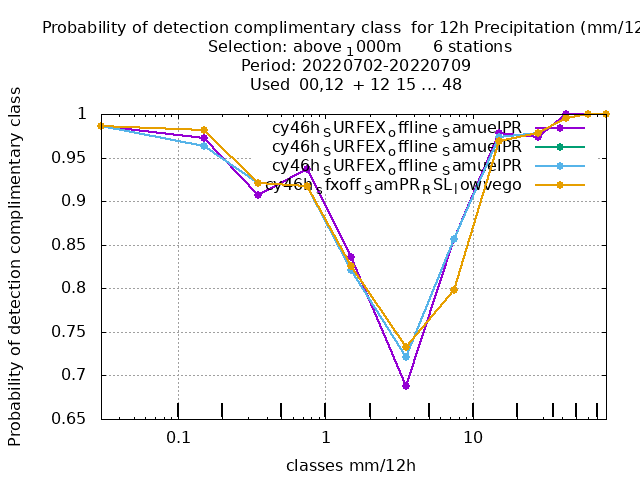 Probability of detection complimentary class  for 12h Precipitation (mm/12
Selection: above 1000m      6 stations
Period: 20220702-20220709
Used  00,12  + 12 15 ... 48
Probability of detection complimentary class
1
0.95
0.9
0.85
0.8
0.75
0.7
0.65
cy46h SURFEX offline SamuelPR
cy46h SURFEX offline SamuelPR
cy46h SURFEX offline SamuelPR
cy46h sfxoff SamPR RSL lowvego
0.1
1
10
classes mm/12h